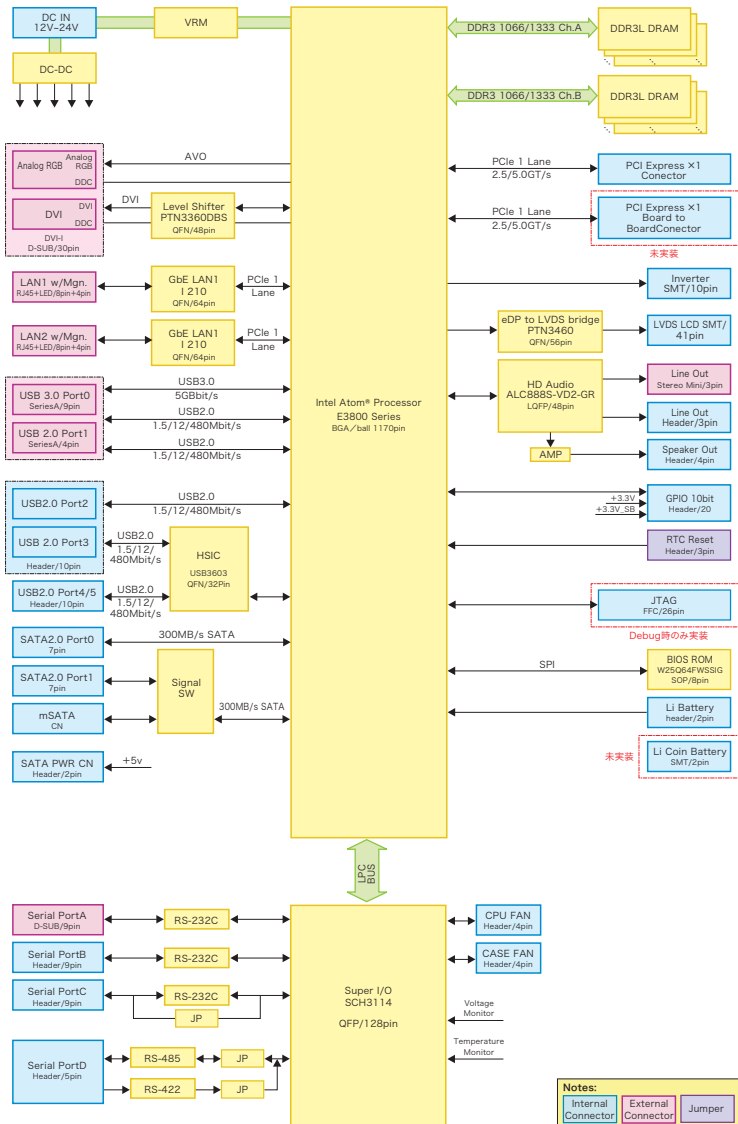 DC IN
12V–24V
VRM
DC-DC
DDR3 1066/1333 Ch.A
DDR3L DRAM
DDR3 1066/1333 Ch.B
DDR3L DRAM
Analog RGB
Analog
RGB
DDC
AVO
DVI
DVI
DDC
DVI-I
D-SUB/30pin
DVI
Level Shifter
PTN3360DBS
QFN/48pin
PCIe 1 Lane
2.5/5.0GT/s
PCI Express ×1
Conector
PCIe 1 Lane
2.5/5.0GT/s
PCI Express ×1
Board to
BoardConector
未実装
LAN1 w/Mgn.
RJ45+LED/8pin+4pin
GbE LAN1
I 210
QFN/64pin
PCIe 1
Lane
LAN2 w/Mgn.
RJ45+LED/8pin+4pin
GbE LAN1
I 210
QFN/64pin
PCIe 1
Lane
Inverter
SMT/10pin
eDP to LVDS bridge
PTN3460
QFN/56pin
LVDS LCD SMT/
41pin
USB 3.0 Port0
SeriesA/9pin
USB 2.0 Port1
SeriesA/4pin
USB3.0
5GBbit/s
USB2.0
1.5/12/480Mbit/s
USB2.0
1.5/12/480Mbit/s
Intel Atom® Processor
E3800 Series
BGA／ball 1170pin
HD Audio
ALC888S-VD2-GR
LQFP/48pin
AMP
Line Out
Stereo Mini/3pin
Line Out
Header/3pin
Speaker Out
Header/4pin
USB2.0 Port2
USB 2.0 Port3
Header/10pin
USB2.0
1.5/12/480Mbit/s
USB2.0
1.5/12/
480Mbit/s
HSIC
USB3603
QFN/32Pin
USB2.0 Port4/5
Header/10pin
USB2.0
1.5/12/
480Mbit/s
+3.3V
+3.3V_SB
GPIO 10bit
Header/20
RTC Reset
Header/3pin
JTAG
FFC/26pin
Debug時のみ実装
SATA2.0 Port0
7pin
300MB/s SATA
SATA2.0 Port1
7pin
Signal
SW
mSATA
CN
300MB/s SATA
SATA PWR CN
Header/2pin
+5v
SPI
BIOS ROM
W25Q64FWSSIG
SOP/8pin
Li Battery
header/2pin
未実装
Li Coin Battery
SMT/2pin
LPC
BUS
Serial PortA
D-SUB/9pin
RS-232C
Serial PortB
Header/9pin
RS-232C
Serial PortC
Header/9pin
RS-232C
JP
Serial PortD
Header/5pin
RS-485
JP
RS-422
JP
Super I/O
SCH3114
QFP/128pin
CPU FAN
Header/4pin
CASE FAN
Header/4pin
Voltage
Monitor
Temperature
Monitor
Notes:
Internal
Connector
External
Connector
Jumper